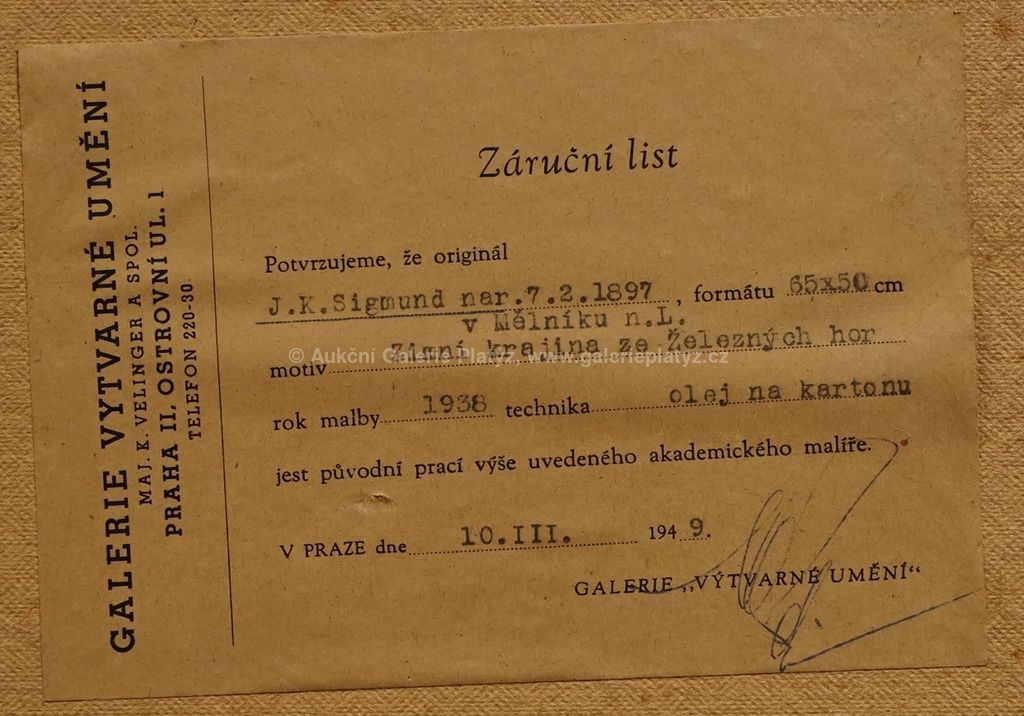 GALERIE VYTVARNÉ UMĚNÍ
MAJ. K. VELINGER A SPOL.
PRAHA II, OSTROVNÍ UL. 1
TELEFON 220-30
Záruční list
Potvrzujeme, že originál
J.K.Sigmund nar.7.2.1897, formátu 65x50 cm
v Mělníku n.L.
motiv Zimní krajina ze Železných hor
© Aukční Galerie Platýz, www.galerieplatyz.cz
rok malby 1938 technika olej na kartonu
jest původní prací výše uvedeného akademického malíře.
V PRAZE dne 10.III. 1949.
GALERIE „VÝTVARNÉ UMĚNÍ“